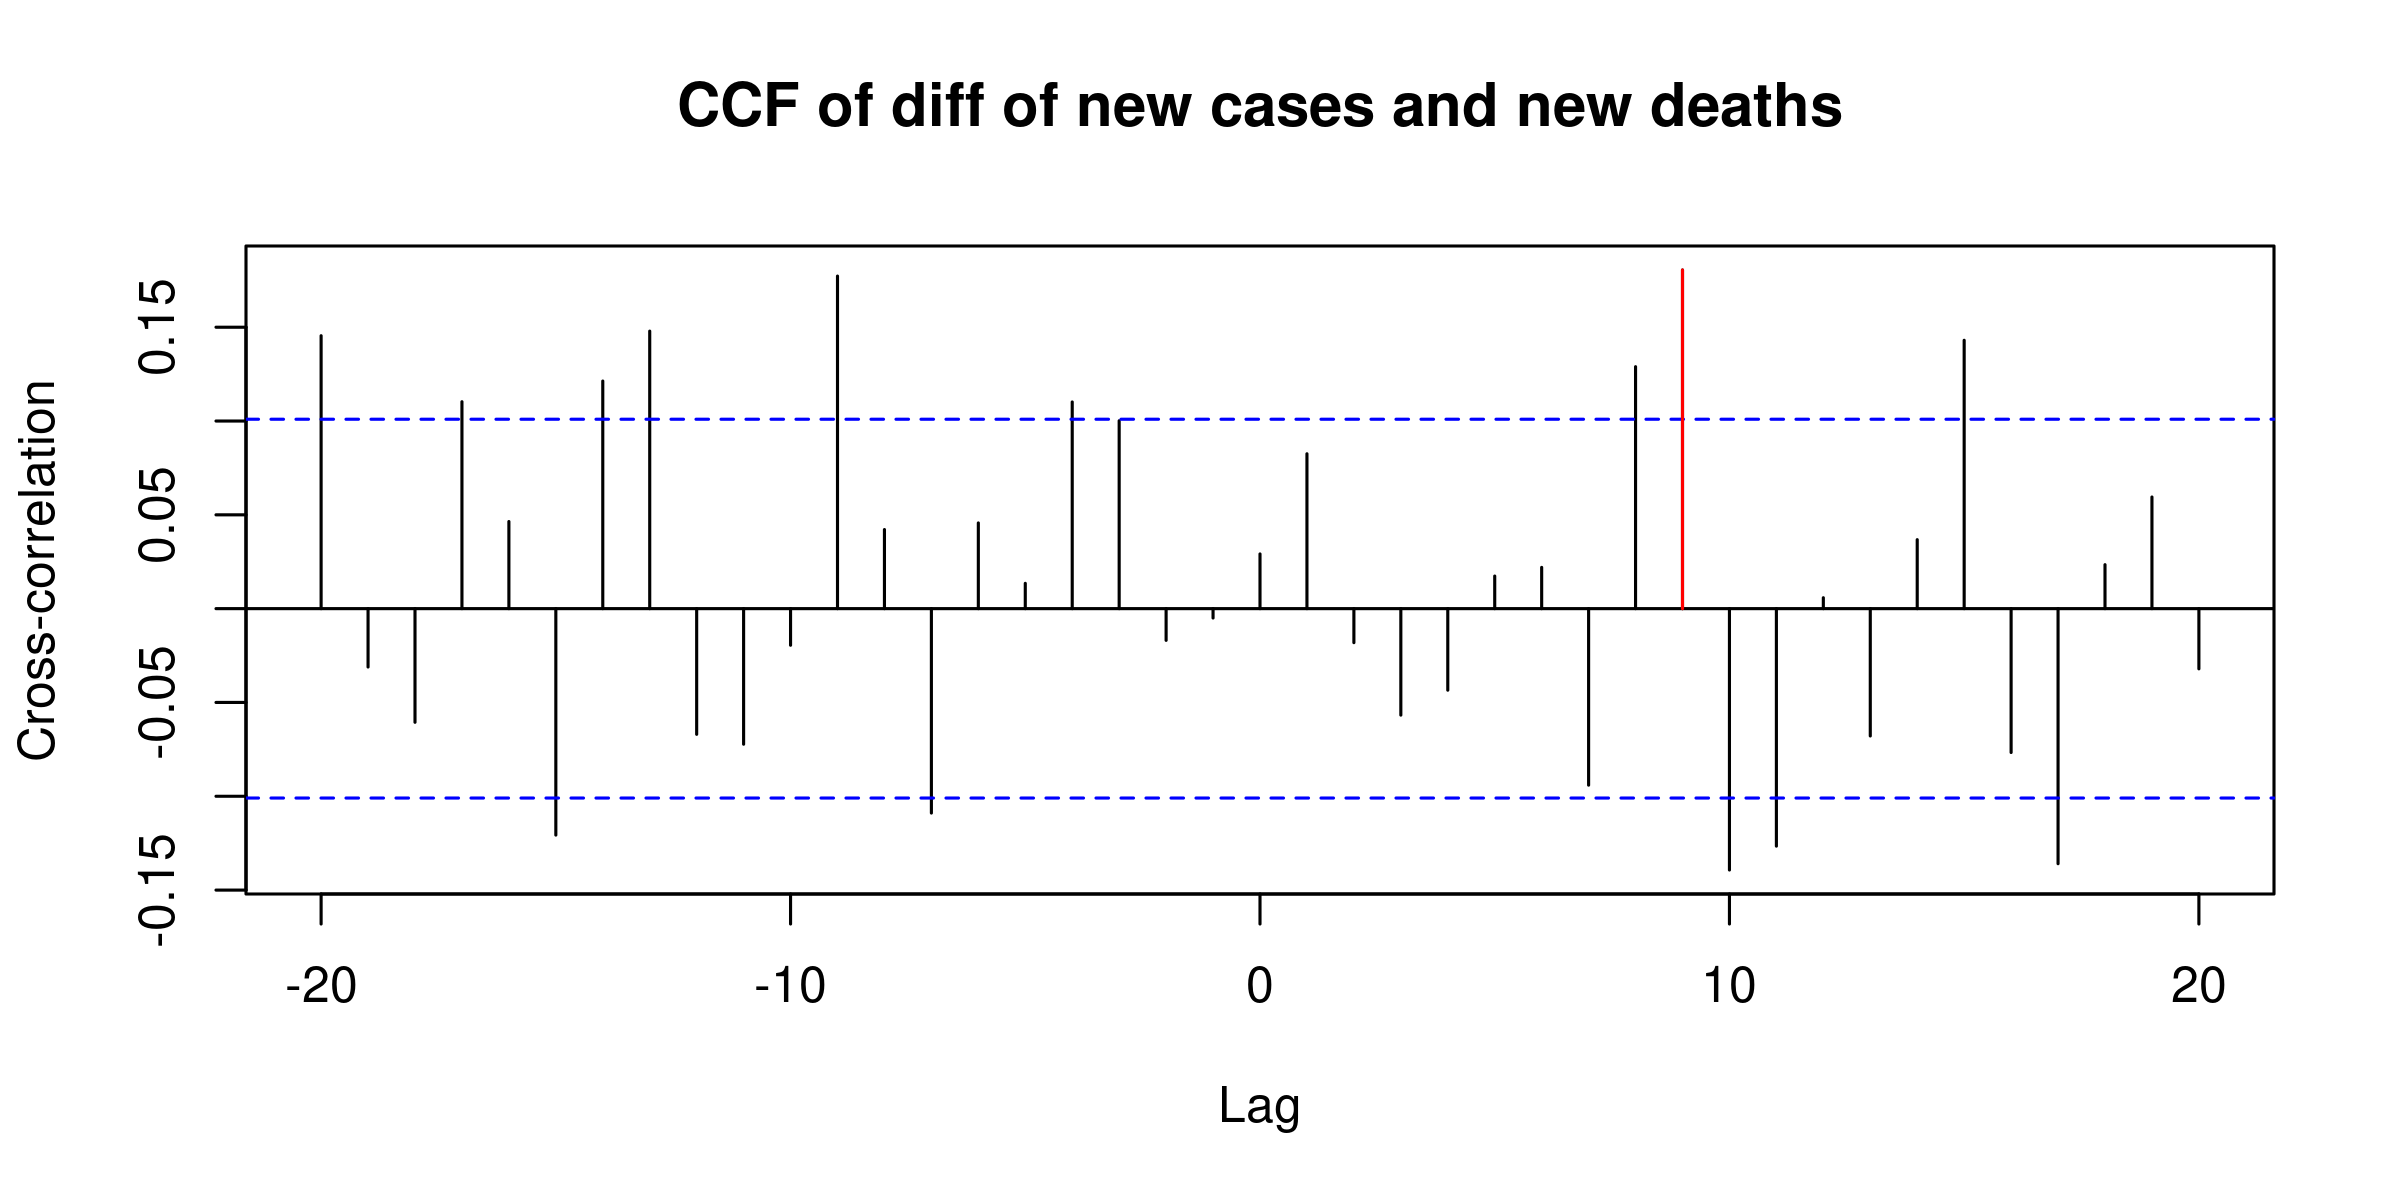 CCF of diff of new cases and new deaths
Cross-correlation
0.15
0.05
-0.05
-0.15
-20 -10 0 10 20
Lag